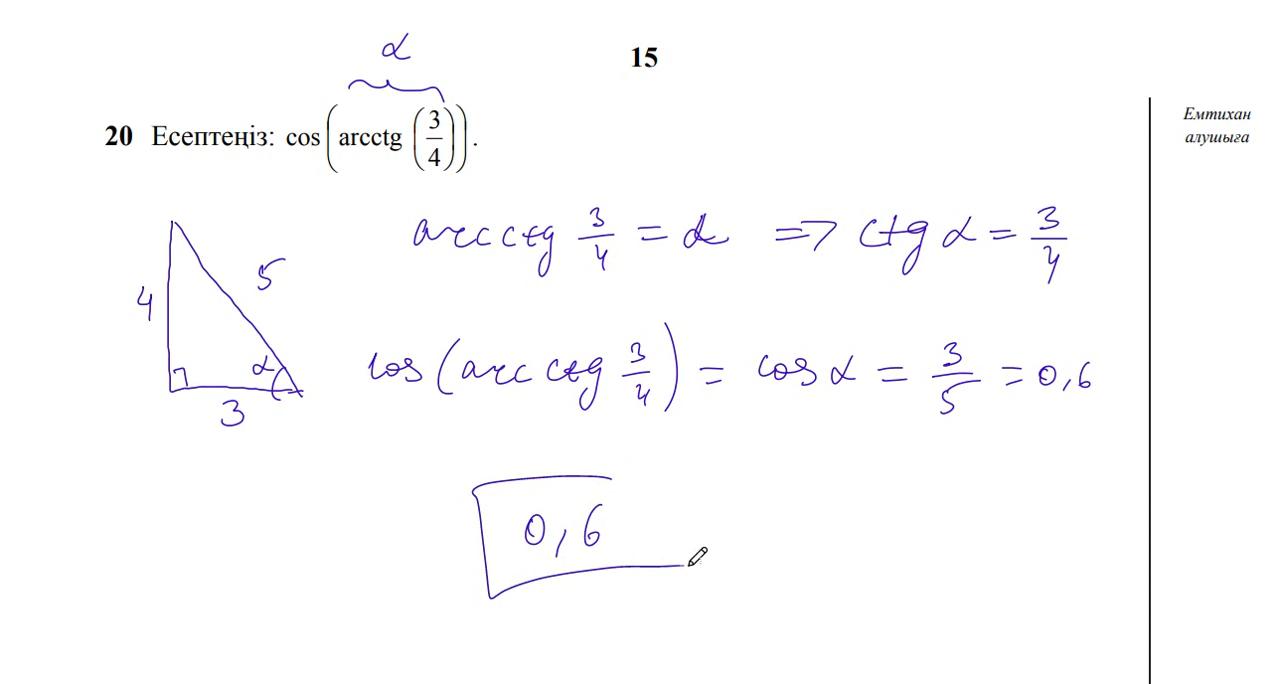 α
15
20 Есептеңіз: cos(arcctg(3/4)).
Емтихан
алушыға
arcctg 3/4 = α => ctg α = 3/4
4
5
α
3
cos(arcctg 3/4) = cos α = 3/5 = 0,6
0,6